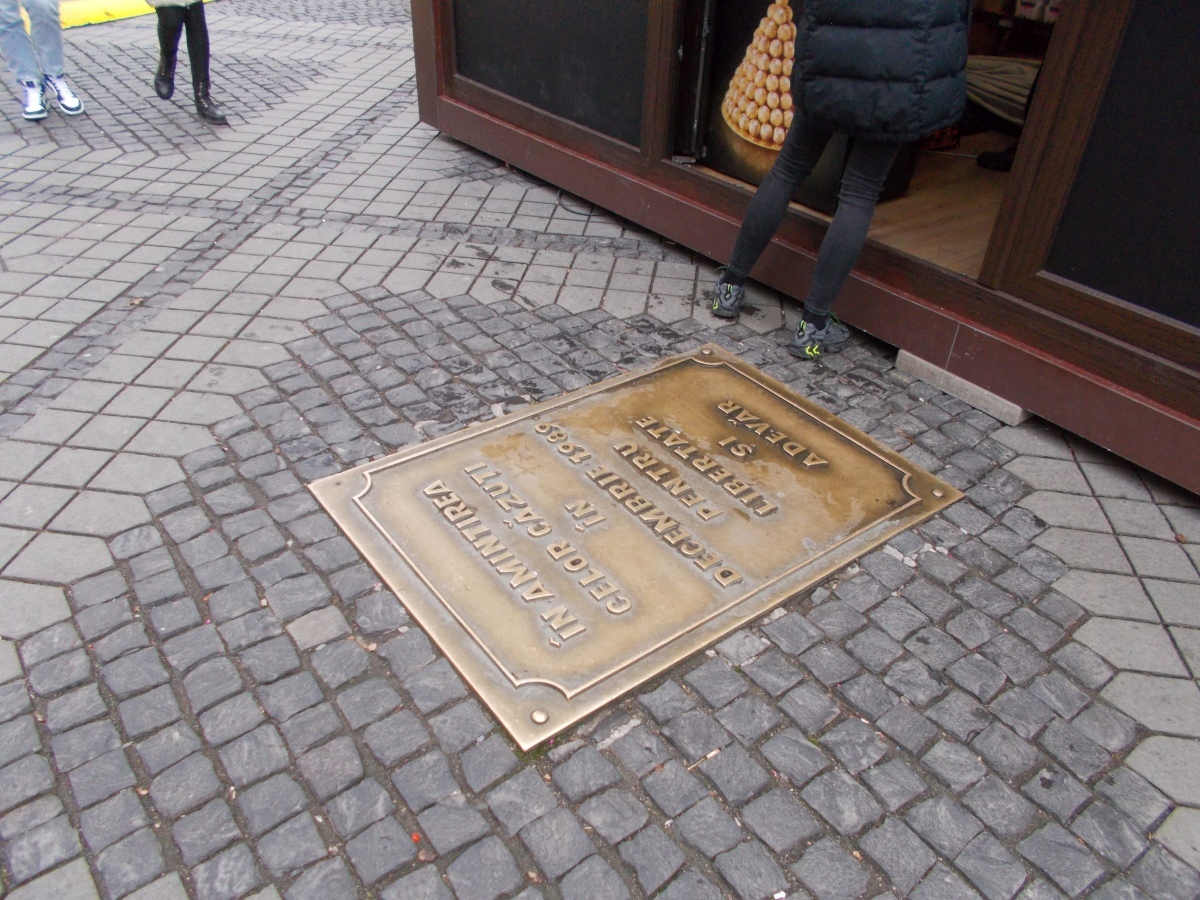 ÎN AMINTIREA
CELOR CĂZUȚI
ÎN
DECEMBRIE 1989
PENTRU
LIBERTATE
ȘI
ADEVĂR